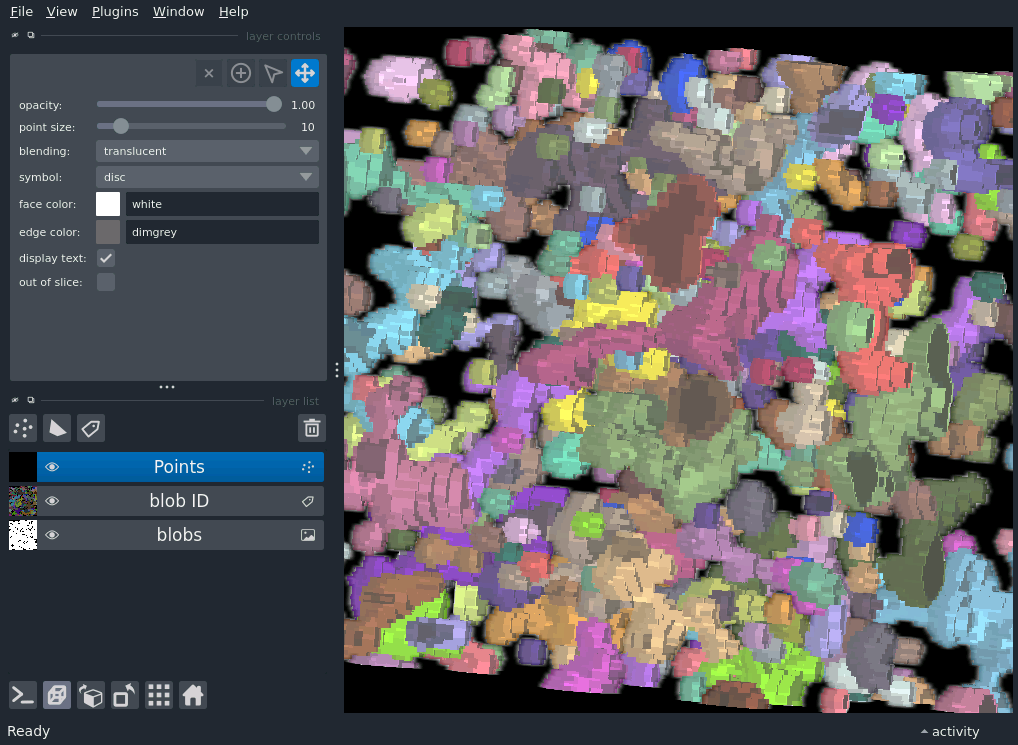 File View Plugins Window Help
layer controls
opacity: 1.00
point size: 10
blending: translucent
symbol: disc
face color: white
edge color: dimgrey
display text:
out of slice:
layer list
Points
blob ID
blobs
Ready
activity